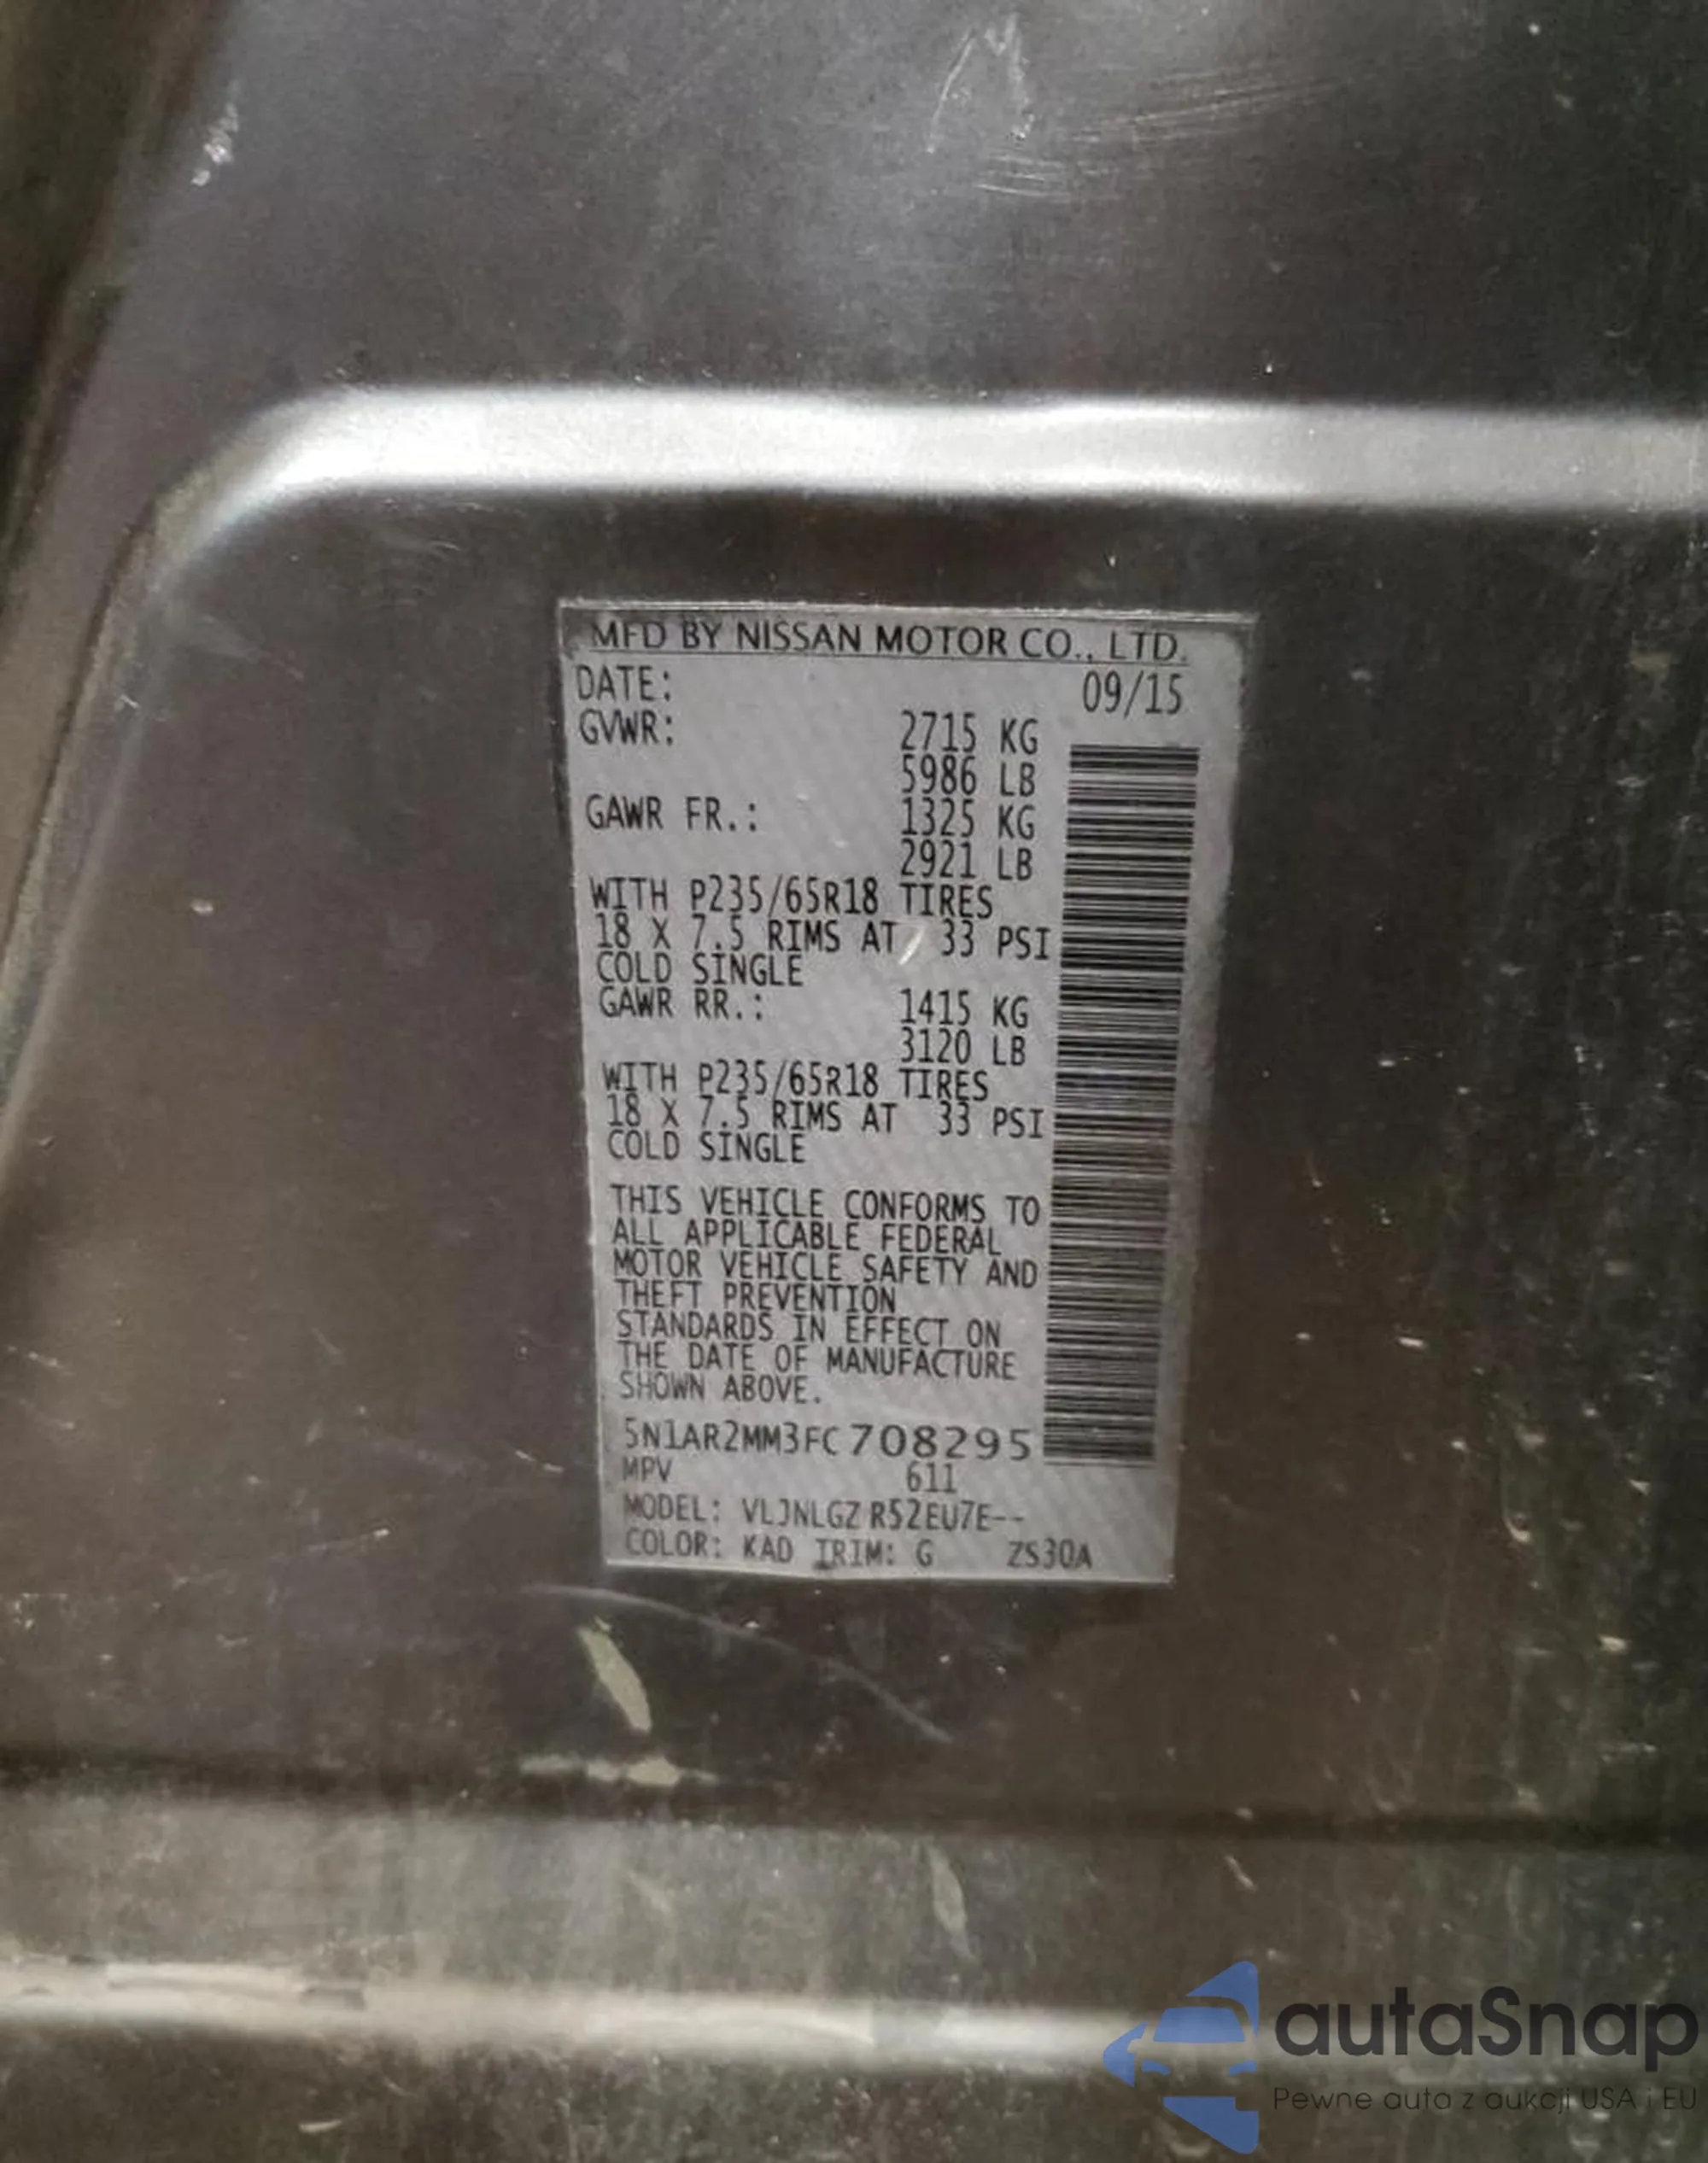 MFD BY NISSAN MOTOR CO., LTD.
DATE: 09/15
GVWR: 2715 KG
5986 LB
GAWR FR.: 1325 KG
2921 LB
WITH P235/65R18 TIRES
18 X 7.5 RIMS AT 33 PSI
COLD SINGLE
GAWR RR.: 1415 KG
3120 LB
WITH P235/65R18 TIRES
18 X 7.5 RIMS AT 33 PSI
COLD SINGLE
THIS VEHICLE CONFORMS TO
ALL APPLICABLE FEDERAL
MOTOR VEHICLE SAFETY AND
THEFT PREVENTION
STANDARDS IN EFFECT ON
THE DATE OF MANUFACTURE
SHOWN ABOVE.
5N1AR2MM3FC708295
MPV 611
MODEL: VLJNLGZ R52EU7E--
COLOR: KAD TRIM: G ZS30A
autaSnap
Pewne auta z aukcji USA i EU